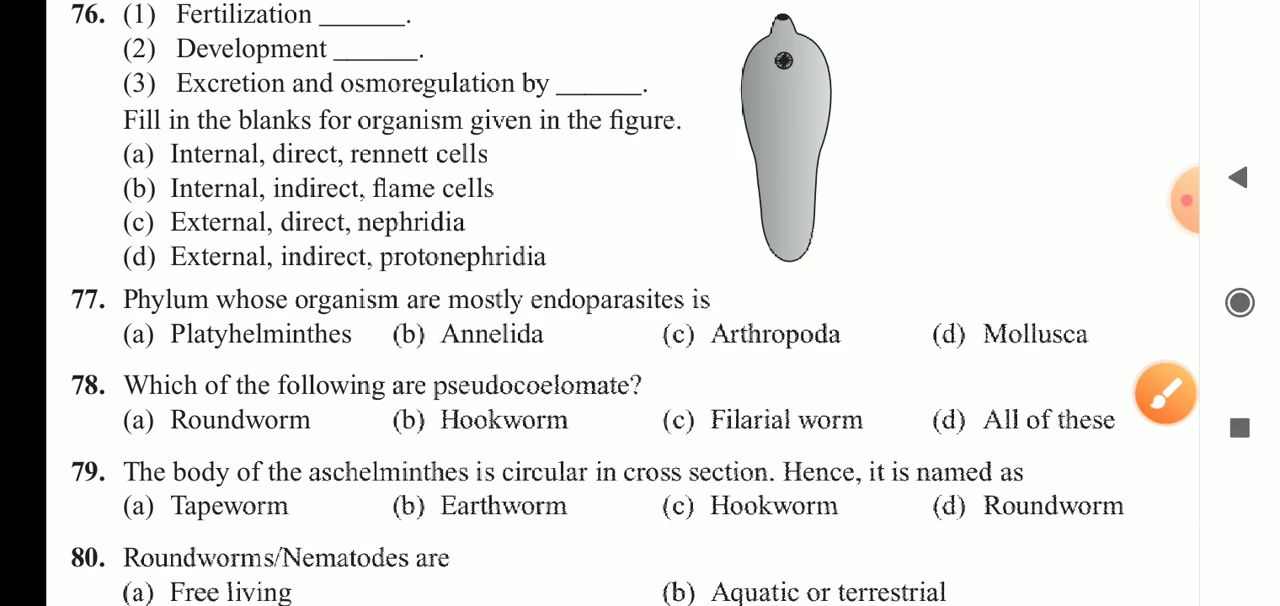 76. (1) Fertilization ______.
(2) Development ______.
(3) Excretion and osmoregulation by ______.
Fill in the blanks for organism given in the figure.
(a) Internal, direct, rennett cells
(b) Internal, indirect, flame cells
(c) External, direct, nephridia
(d) External, indirect, protonephridia
77. Phylum whose organism are mostly endoparasites is
(a) Platyhelminthes (b) Annelida (c) Arthropoda (d) Mollusca
78. Which of the following are pseudocoelomate?
(a) Roundworm (b) Hookworm (c) Filarial worm (d) All of these
79. The body of the aschelminthes is circular in cross section. Hence, it is named as
(a) Tapeworm (b) Earthworm (c) Hookworm (d) Roundworm
80. Roundworms/Nematodes are
(a) Free living (b) Aquatic or terrestrial